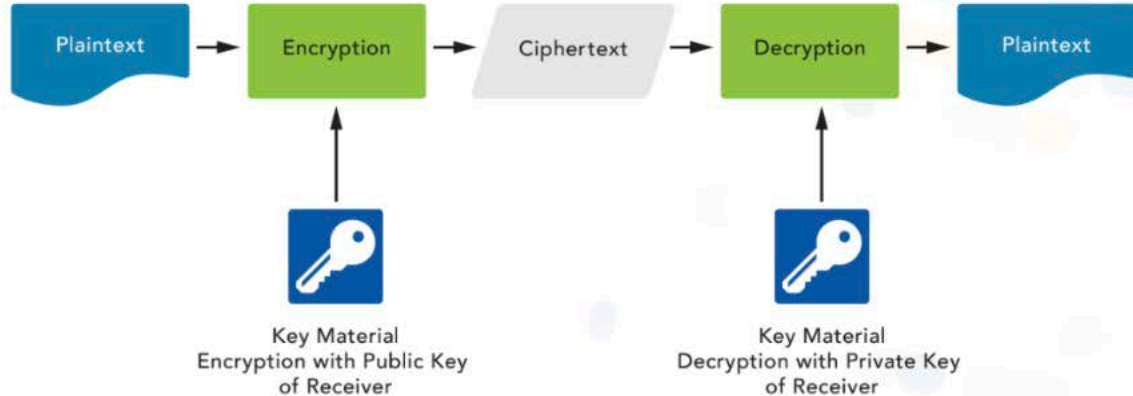 Plaintext
Encryption
Ciphertext
Decryption
Plaintext
Key Material
Encryption with Public Key
of Receiver
Key Material
Decryption with Private Key
of Receiver